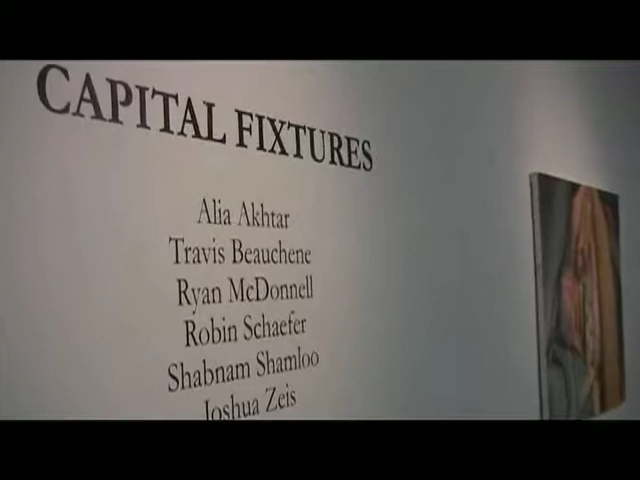 CAPITAL FIXTURES
Alia Akhtar
Travis Beauchene
Ryan McDonnell
Robin Schaefer
Shabnam Shamloo
Joshua Zeis